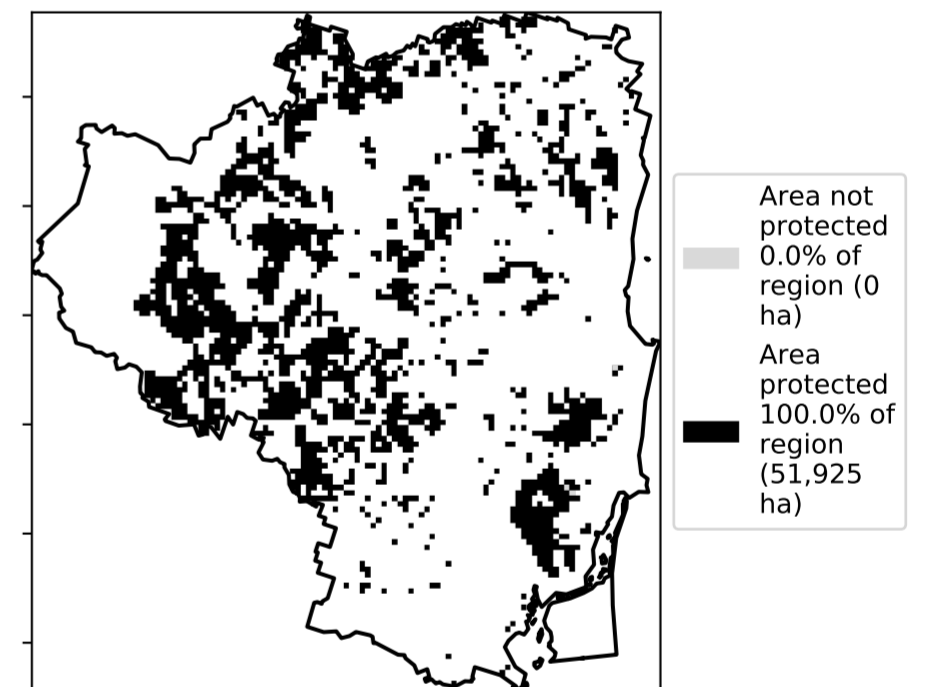 Area not
protected
0.0% of
region (0
ha)
Area
protected
100.0% of
region
(51,925
ha)